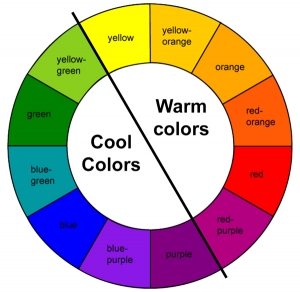 yellow
yellow-
orange
orange
red-
orange
red
red-
purple
purple
blue-
purple
blue
blue-
green
green
yellow-
green
Warm
colors
Cool
Colors